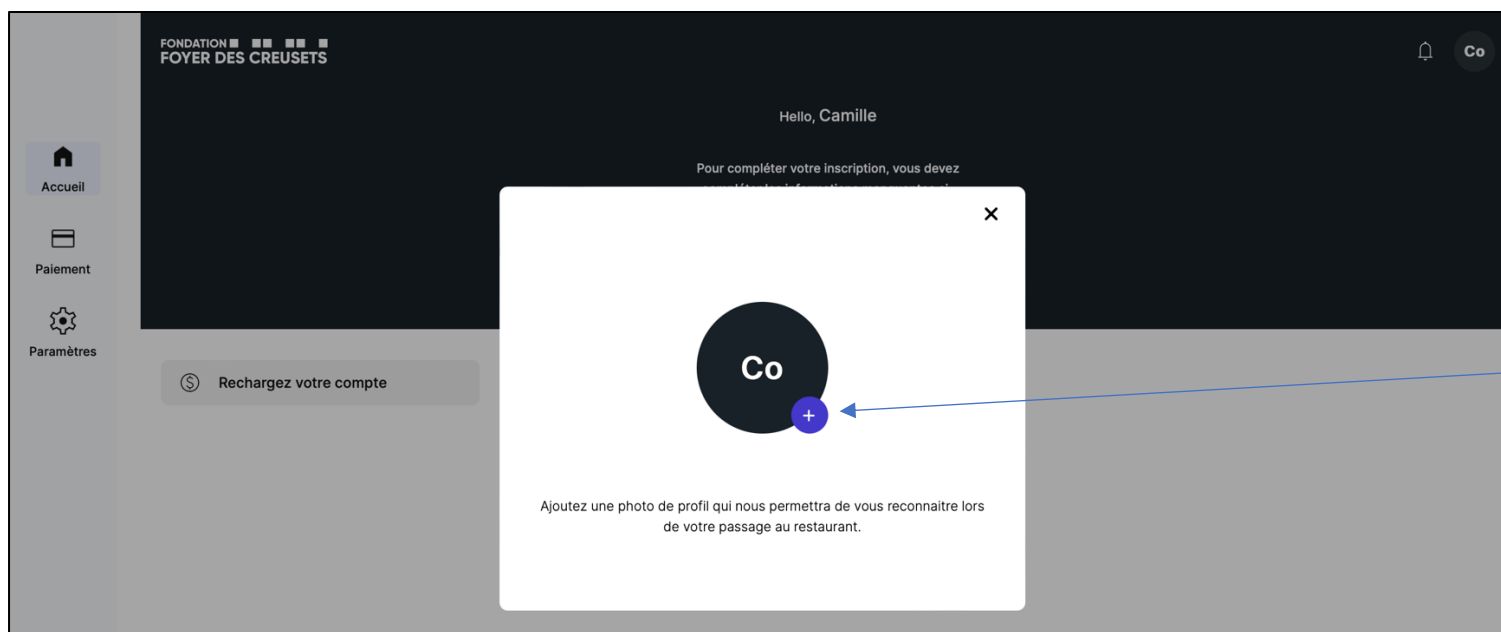 FONDATION
FOYER DES CREUSETS
Co
Hello, Camille
Pour compléter votre inscription, vous devez
Accueil
Paiement
Paramètres
Rechargez votre compte
Co
+
Ajoutez une photo de profil qui nous permettra de vous reconnaitre lors
de votre passage au restaurant.